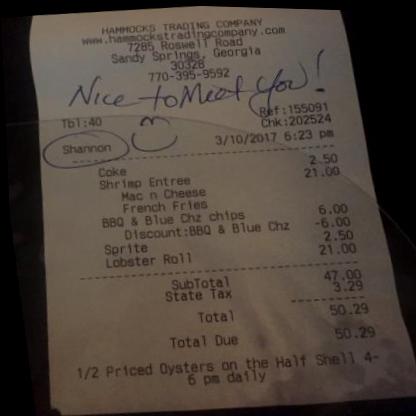 HAMMOCKS TRADING COMPANY
www.hammockstradingcompany.com
7285 Roswell Road
Sandy Springs, Georgia
30328
770-395-9592
Nice to Meet You!
Ref:155091
Tbl:40 Chk:202524
Shannon 3/10/2017 6:23 pm
Coke 2.50
Shrimp Entree 21.00
Mac n Cheese
French Fries
BBQ & Blue Chz chips 6.00
Discount:BBQ & Blue Chz -6.00
Sprite 2.50
Lobster Roll 21.00
SubTotal 47.00
State Tax 3.29
Total 50.29
Total Due 50.29
1/2 Priced Oysters on the Half Shell 4-
6 pm daily